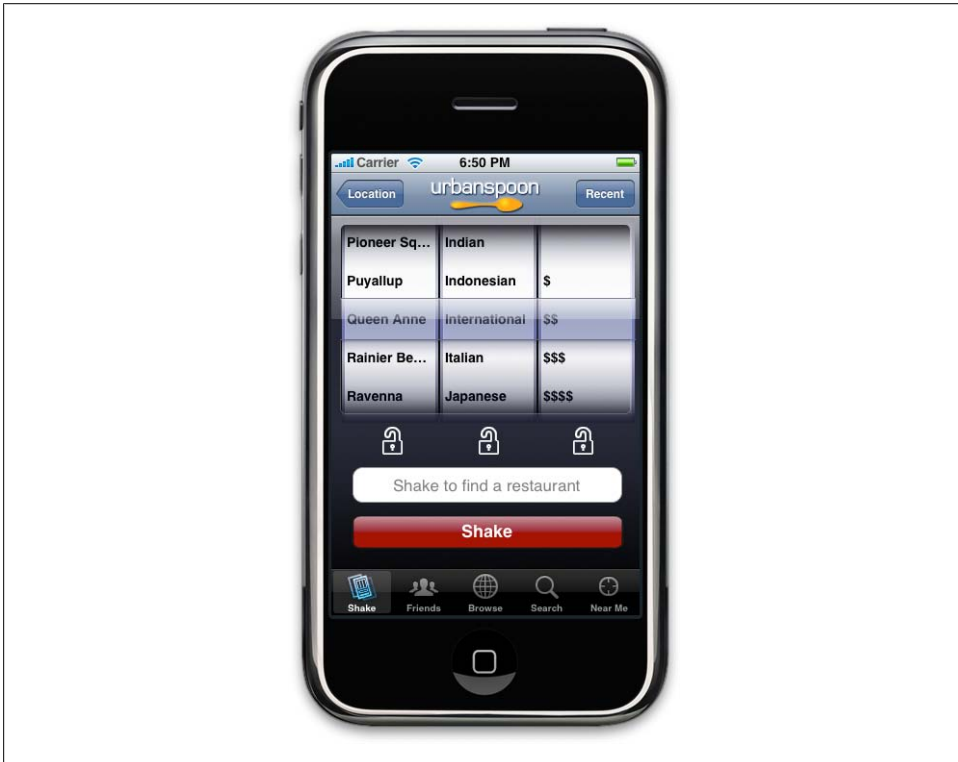 Carrier 6:50 PM
Location urbanspoon Recent
Pioneer Sq... Indian
Puyallup Indonesian $
Queen Anne International $$
Rainier Be... Italian $$$
Ravenna Japanese $$$$
Shake to find a restaurant
Shake
Shake Friends Browse Search Near Me